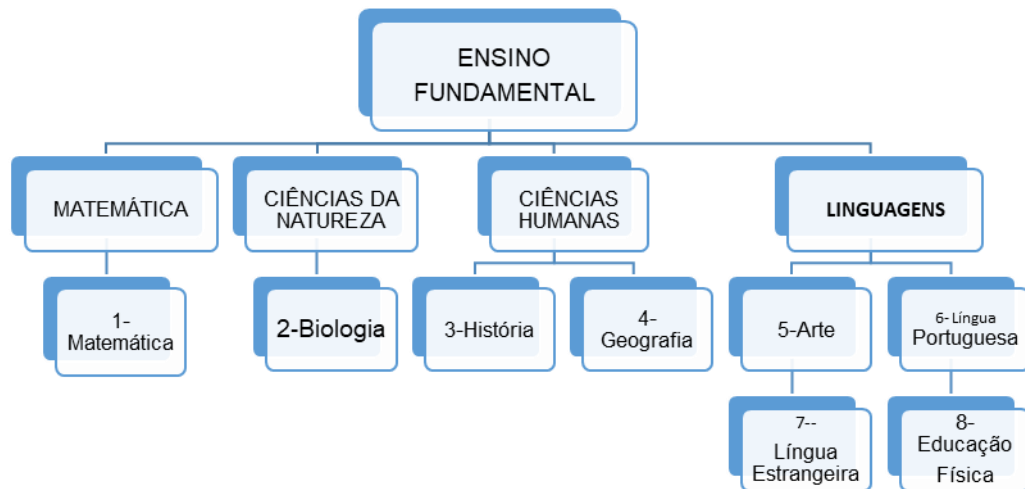 ENSINO
FUNDAMENTAL
MATEMÁTICA
CIÊNCIAS DA
NATUREZA
CIÊNCIAS
HUMANAS
LINGUAGENS
1-
Matemática
2-Biologia
3-História
4-
Geografia
5-Arte
6- Língua
Portuguesa
7--
Língua
Estrangeira
8-
Educação
Física